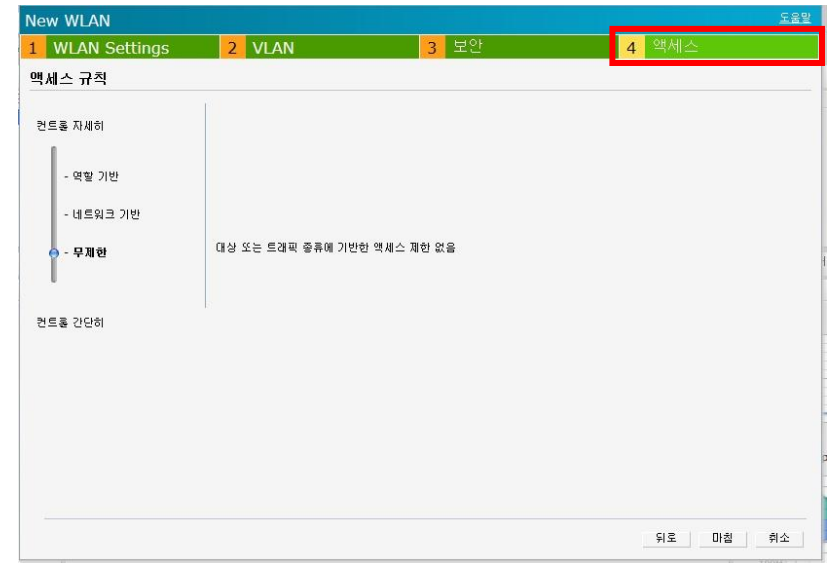 New WLAN 도움말
1 WLAN Settings 2 VLAN 3 보안 4 액세스
액세스 규칙
컨트롤 자세히
- 역할 기반
- 네트워크 기반
- 무제한 대상 또는 트래픽 종류에 기반한 액세스 제한 없음
컨트롤 간단히
뒤로 마침 취소